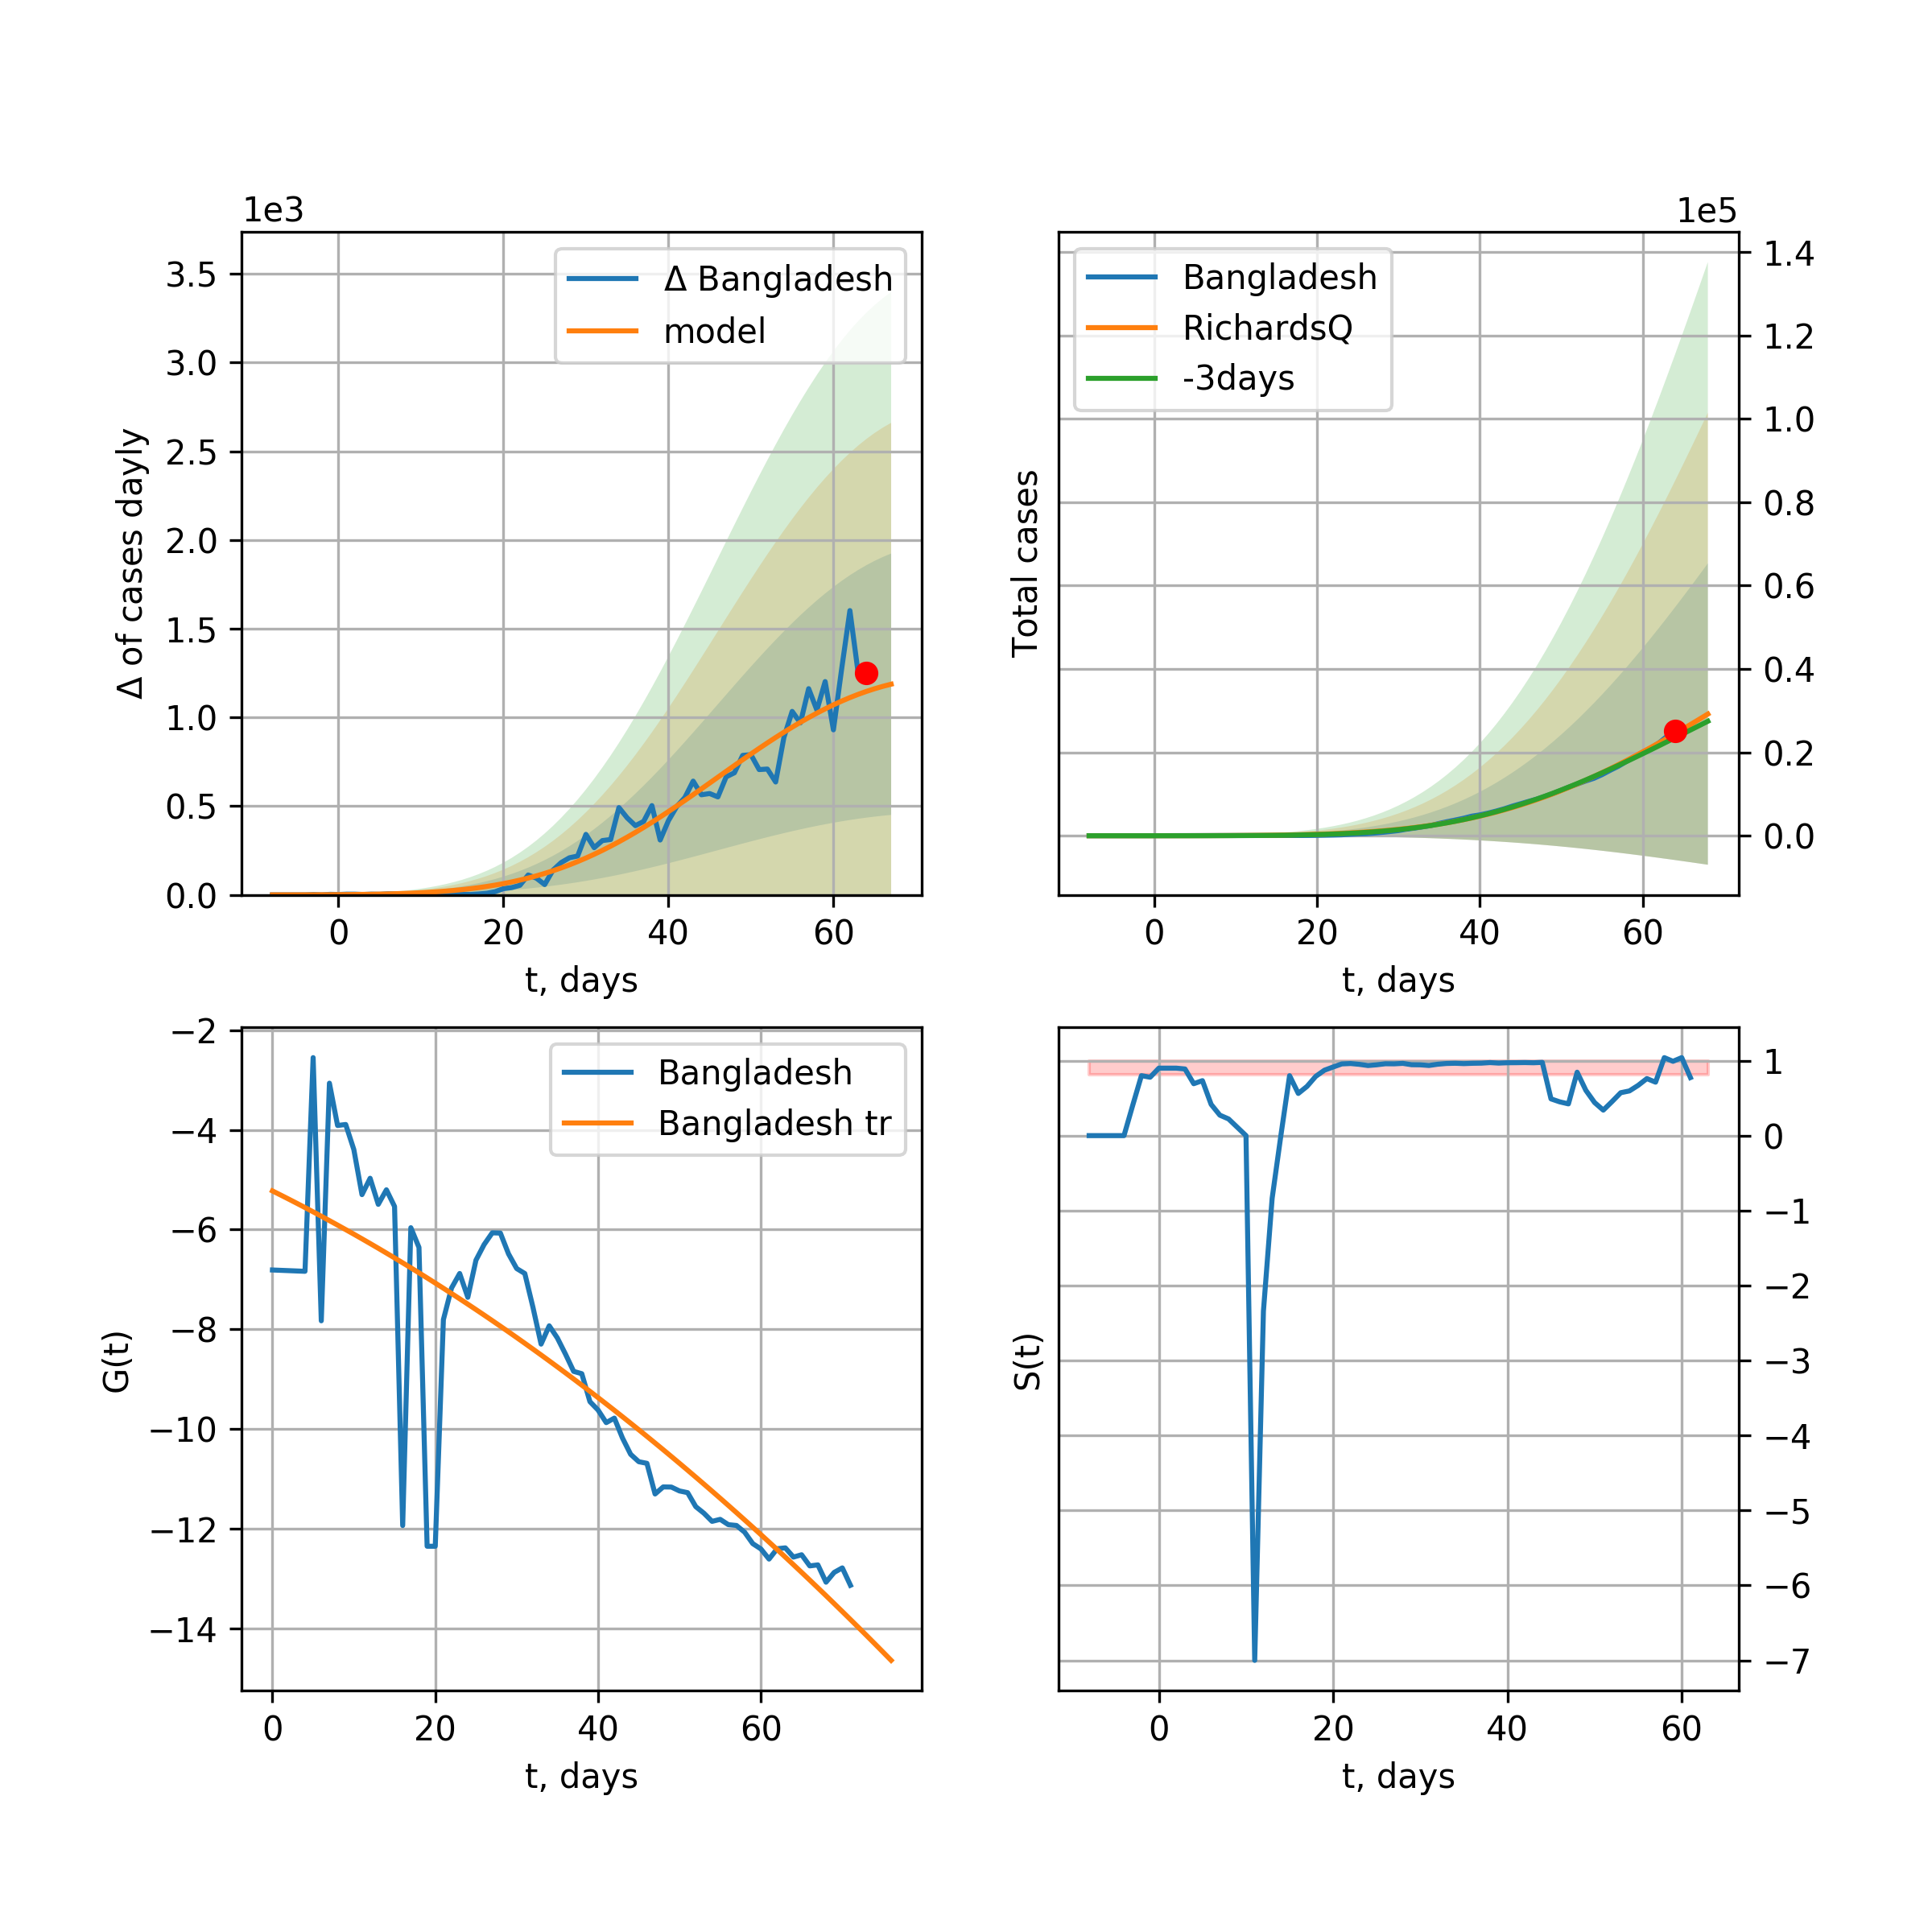 1e3
3.5
3.0
2.5
2.0
1.5
1.0
0.5
0.0
Δ of cases dayly
Δ Bangladesh
model
0 20 40 60
t, days
1e5
Total cases
Bangladesh
RichardsQ
-3days
1.4
1.2
1.0
0.8
0.6
0.4
0.2
0.0
0 20 40 60
t, days
−2
−4
−6
−8
−10
−12
−14
G(t)
Bangladesh
Bangladesh tr
0 20 40 60
t, days
S(t)
1
0
−1
−2
−3
−4
−5
−6
−7
0 20 40 60
t, days